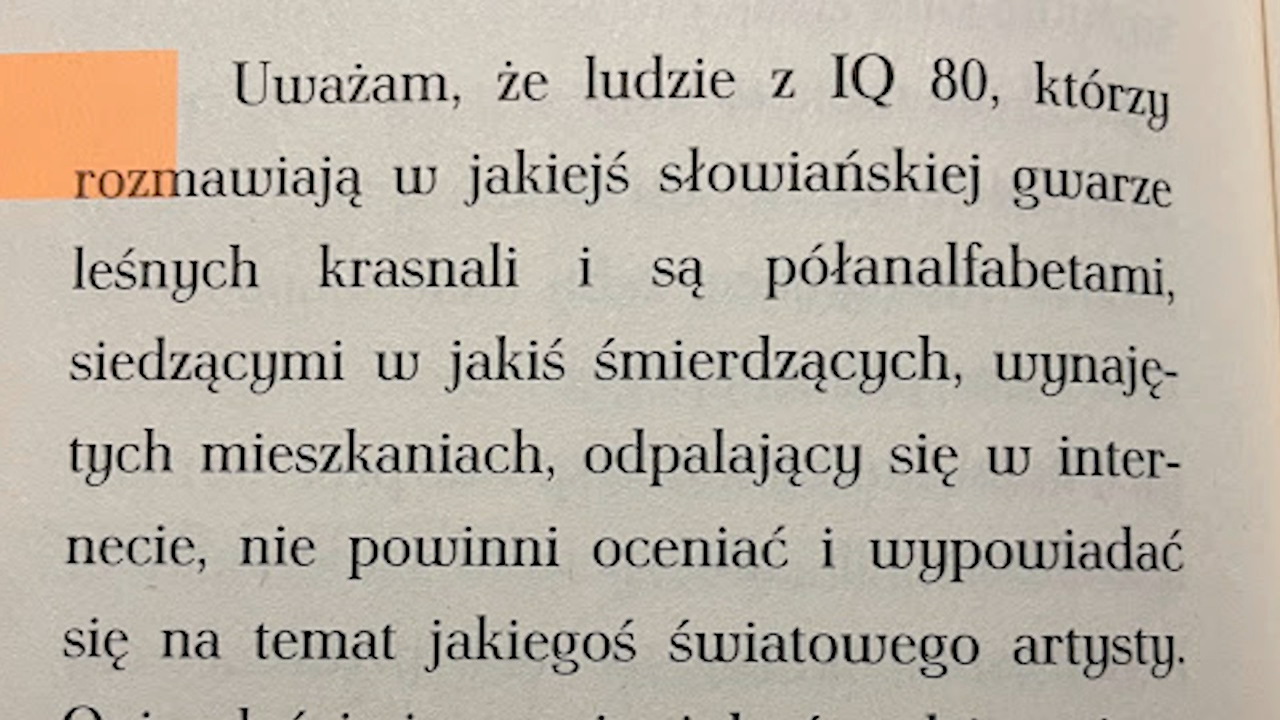 Uważam, że ludzie z IQ 80, którzy
rozmawiają w jakiejś słowiańskiej gwarze
leśnych krasnali i są półanalfabetami,
siedzącymi w jakiś śmierdzących, wynaję-
tych mieszkaniach, odpalający się w inter-
necie, nie powinni oceniać i wypowiadać
się na temat jakiegoś światowego artysty.